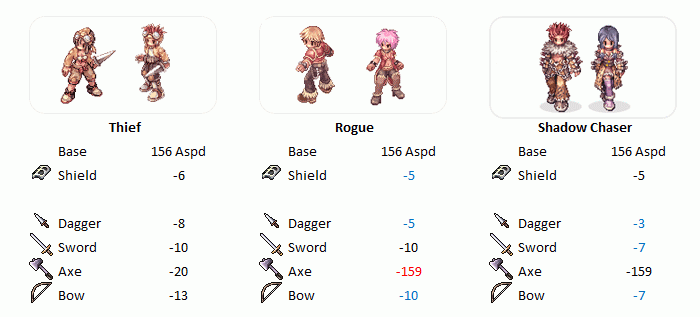 Thief Rogue Shadow Chaser
Base 156 Aspd Base 156 Aspd Base 156 Aspd
Shield -6 Shield -5 Shield -5
Dagger -8 Dagger -5 Dagger -3
Sword -10 Sword -10 Sword -7
Axe -20 Axe -159 Axe -159
Bow -13 Bow -10 Bow -7